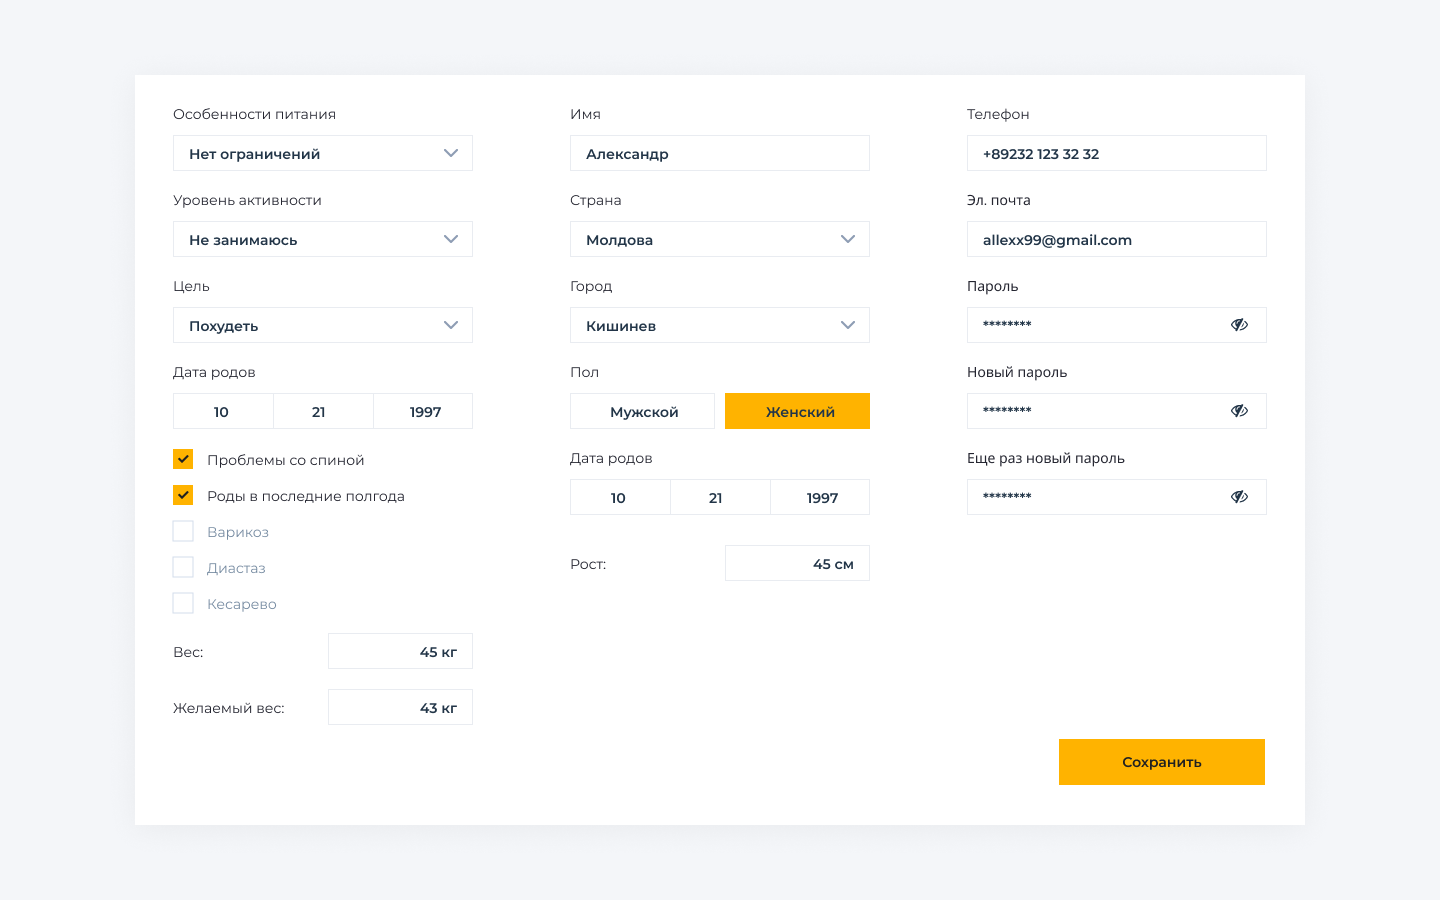 Особенности питания
Нет ограничений
Уровень активности
Не занимаюсь
Цель
Похудеть
Дата родов
10 21 1997
Проблемы со спиной
Роды в последние полгода
Варикоз
Диастаз
Кесарево
Вес: 45 кг
Желаемый вес: 43 кг
Имя
Александр
Страна
Молдова
Город
Кишинев
Пол
Мужской Женский
Дата родов
10 21 1997
Рост: 45 см
Телефон
+89232 123 32 32
Эл. почта
allexx99@gmail.com
Пароль
********
Новый пароль
********
Еще раз новый пароль
********
Сохранить